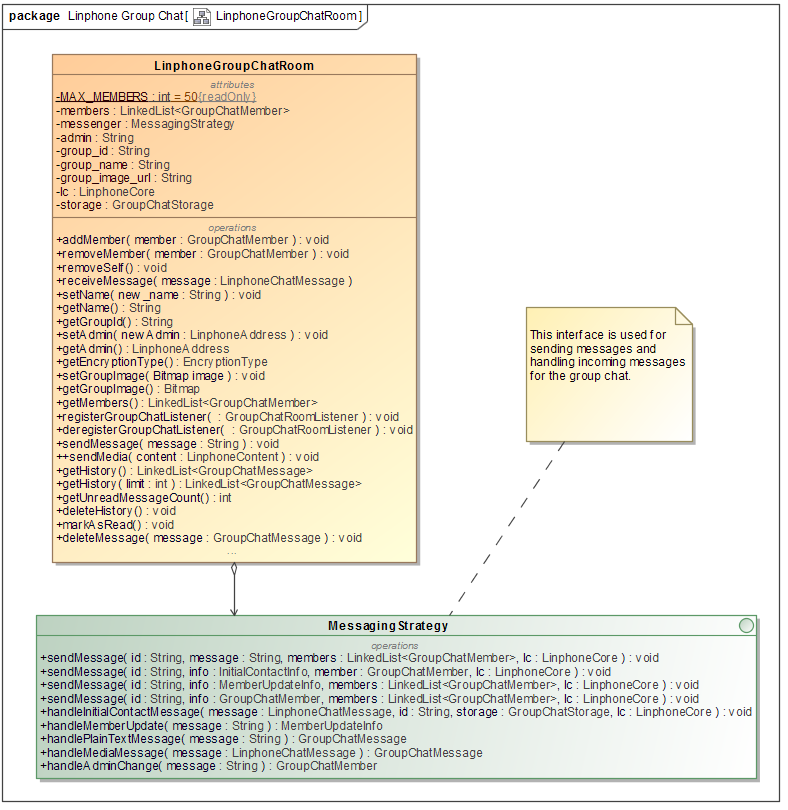 package Linphone Group Chat[ LinphoneGroupChatRoom ]
LinphoneGroupChatRoom
attributes
-MAX_MEMBERS : int = 50{readOnly}
-members : LinkedList<GroupChatMember>
-messenger : MessagingStrategy
-admin : String
-group_id : String
-group_name : String
-group_image_url : String
-lc : LinphoneCore
-storage : GroupChatStorage
operations
+addMember( member : GroupChatMember ) : void
+removeMember( member : GroupChatMember ) : void
+removeSelf() : void
+receiveMessage( message : LinphoneChatMessage )
+setName( new_name : String ) : void
+getName() : String
+getGroupId() : String
+setAdmin( newAdmin : LinphoneAddress ) : void
+getAdmin() : LinphoneAddress
+getEncryptionType() : EncryptionType
+setGroupImage( Bitmap image ) : void
+getGroupImage() : Bitmap
+getMembers() : LinkedList<GroupChatMember>
+registerGroupChatListener( : GroupChatRoomListener ) : void
+deregisterGroupChatListener( : GroupChatRoomListener ) : void
+sendMessage( message : String ) : void
++sendMedia( content : LinphoneContent ) : void
+getHistory() : LinkedList<GroupChatMessage>
+getHistory( limit : int ) : LinkedList<GroupChatMessage>
+getUnreadMessageCount() : int
+deleteHistory() : void
+markAsRead() : void
+deleteMessage( message : GroupChatMessage ) : void
...
This interface is used for
sending messages and
handling incoming messages
for the group chat.
MessagingStrategy
operations
+sendMessage( id : String, message : String, members : LinkedList<GroupChatMember>, lc : LinphoneCore ) : void
+sendMessage( id : String, info : InitialContactInfo, member : GroupChatMember, lc : LinphoneCore ) : void
+sendMessage( id : String, info : MemberUpdateInfo, members : LinkedList<GroupChatMember>, lc : LinphoneCore ) : void
+sendMessage( id : String, info : GroupChatMember, members : LinkedList<GroupChatMember>, lc : LinphoneCore ) : void
+handleInitialContactMessage( message : LinphoneChatMessage, id : String, storage : GroupChatStorage, lc : LinphoneCore ) : void
+handleMemberUpdate( message : String ) : MemberUpdateInfo
+handlePlainTextMessage( message : String ) : GroupChatMessage
+handleMediaMessage( message : LinphoneChatMessage ) : GroupChatMessage
+handleAdminChange( message : String ) : GroupChatMember